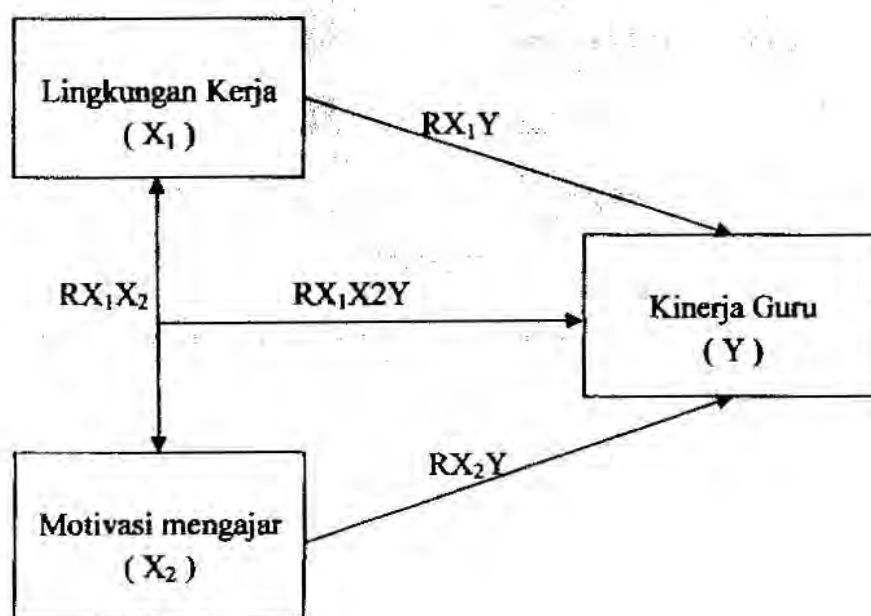 Lingkungan Kerja
( X₁ )
RX₁Y
RX₁X₂
RX₁X2Y
Kinerja Guru
( Y )
RX₂Y
Motivasi mengajar
( X₂ )